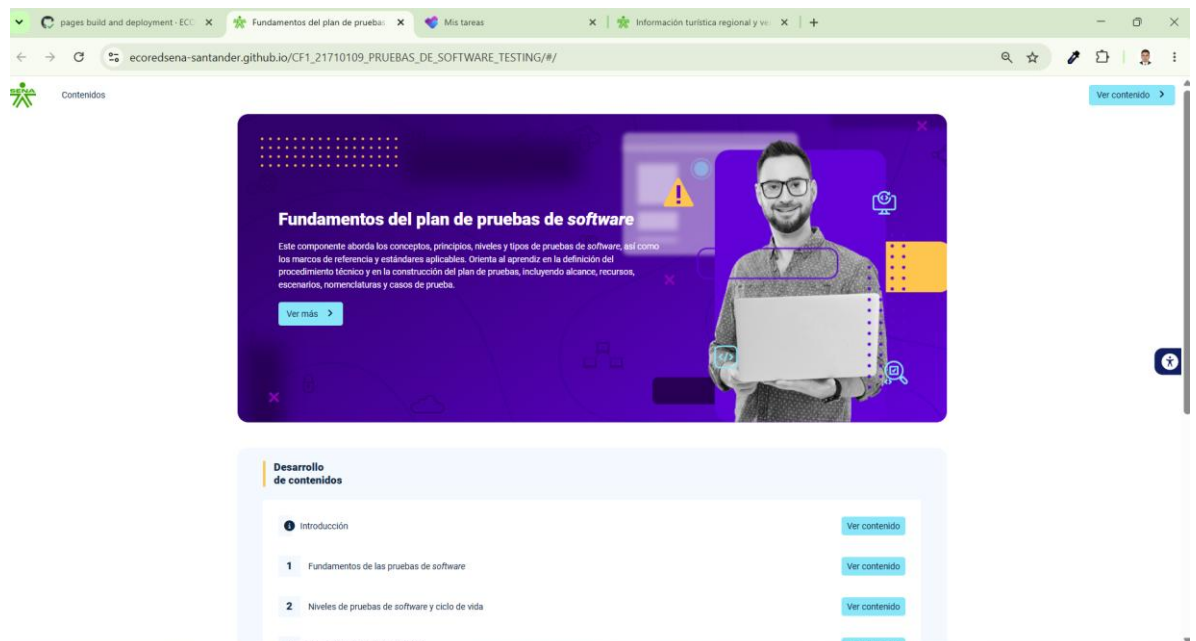 pages build and deployment · EC
Fundamentos del plan de pruebas
Mis tareas
Información turística regional y ve
ecoredsena-santander.github.io/CF1_21710109_PRUEBAS_DE_SOFTWARE_TESTING/#/
SENA
Contenidos
Ver contenido
Fundamentos del plan de pruebas de software
Este componente aborda los conceptos, principios, niveles y tipos de pruebas de software, así como
los marcos de referencia y estándares aplicables. Orienta al aprendiz en la definición del
procedimiento técnico y en la construcción del plan de pruebas, incluyendo alcance, recursos,
escenarios, nomenclaturas y casos de prueba.
Ver más
Desarrollo
de contenidos
Introducción
Ver contenido
1 Fundamentos de las pruebas de software
Ver contenido
2 Niveles de pruebas de software y ciclo de vida
Ver contenido